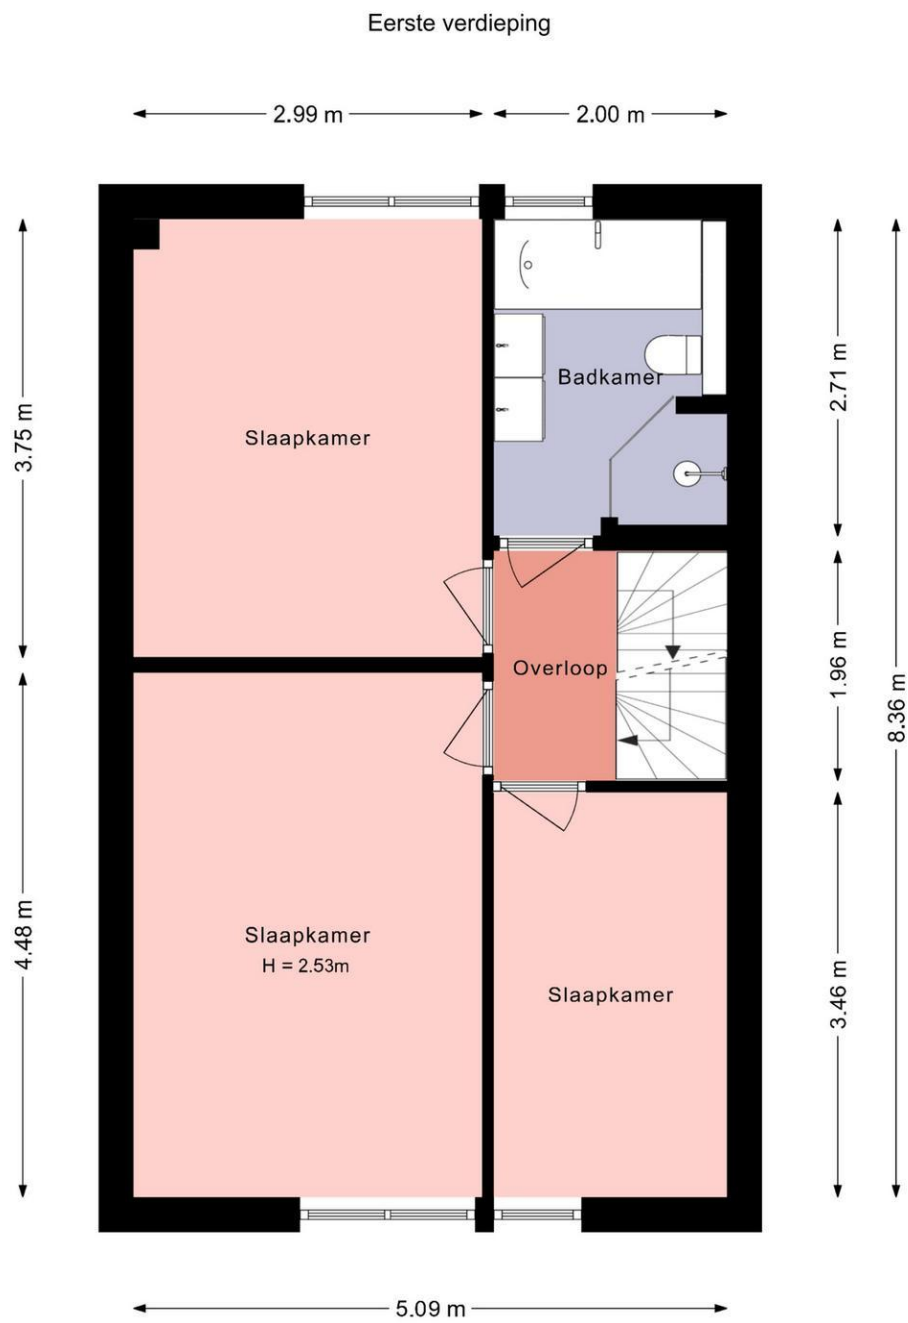 Eerste verdieping
2.99 m
2.00 m
3.75 m
4.48 m
Slaapkamer
Badkamer
Overloop
Slaapkamer
H = 2.53m
Slaapkamer
2.71 m
1.96 m
3.46 m
8.36 m
5.09 m